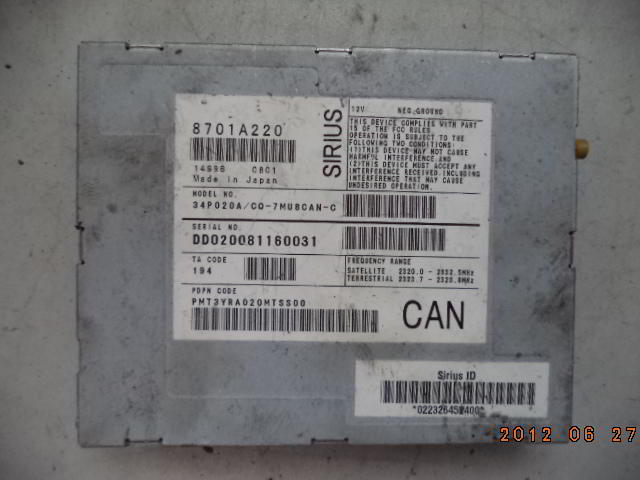 8701A220
14998 C8C1
Made in Japan
SIRIUS
12V NEG.GROUND
THIS DEVICE COMPLIES WITH PART
15 OF THE FCC RULES.
OPERATION IS SUBJECT TO THE
FOLLOWING TWO CONDITIONS:
(1)THIS DEVICE MAY NOT CAUSE
HARMFUL INTERFERENCE,AND
(2)THIS DEVICE MUST ACCEPT ANY
INTERFERENCE RECEIVED,INCLUDING
INTERFERENCE THAT MAY CAUSE
UNDESIRED OPERATION.
MODEL NO.
34P020A/CQ-7MU8CAN-C
SERIAL NO.
DD020081160031
TA CODE
194
FREQUENCY RANGE
SATELLITE 2320.0 - 2332.5MHz
TERRESTRIAL 2323.7 - 2328.8MHz
PDPN CODE
PMT3YRA020MTSS00
CAN
Sirius ID
*022326452400*
2012 06 27